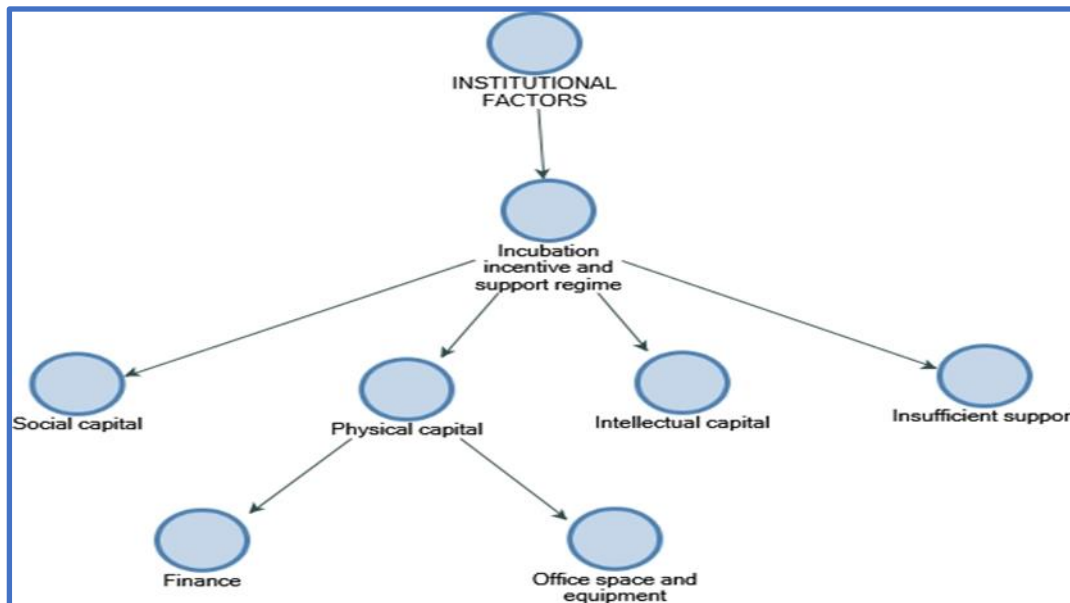 INSTITUTIONAL
FACTORS
Incubation
incentive and
support regime
Social capital
Physical capital
Intellectual capital
Insufficient support
Finance
Office space and
equipment